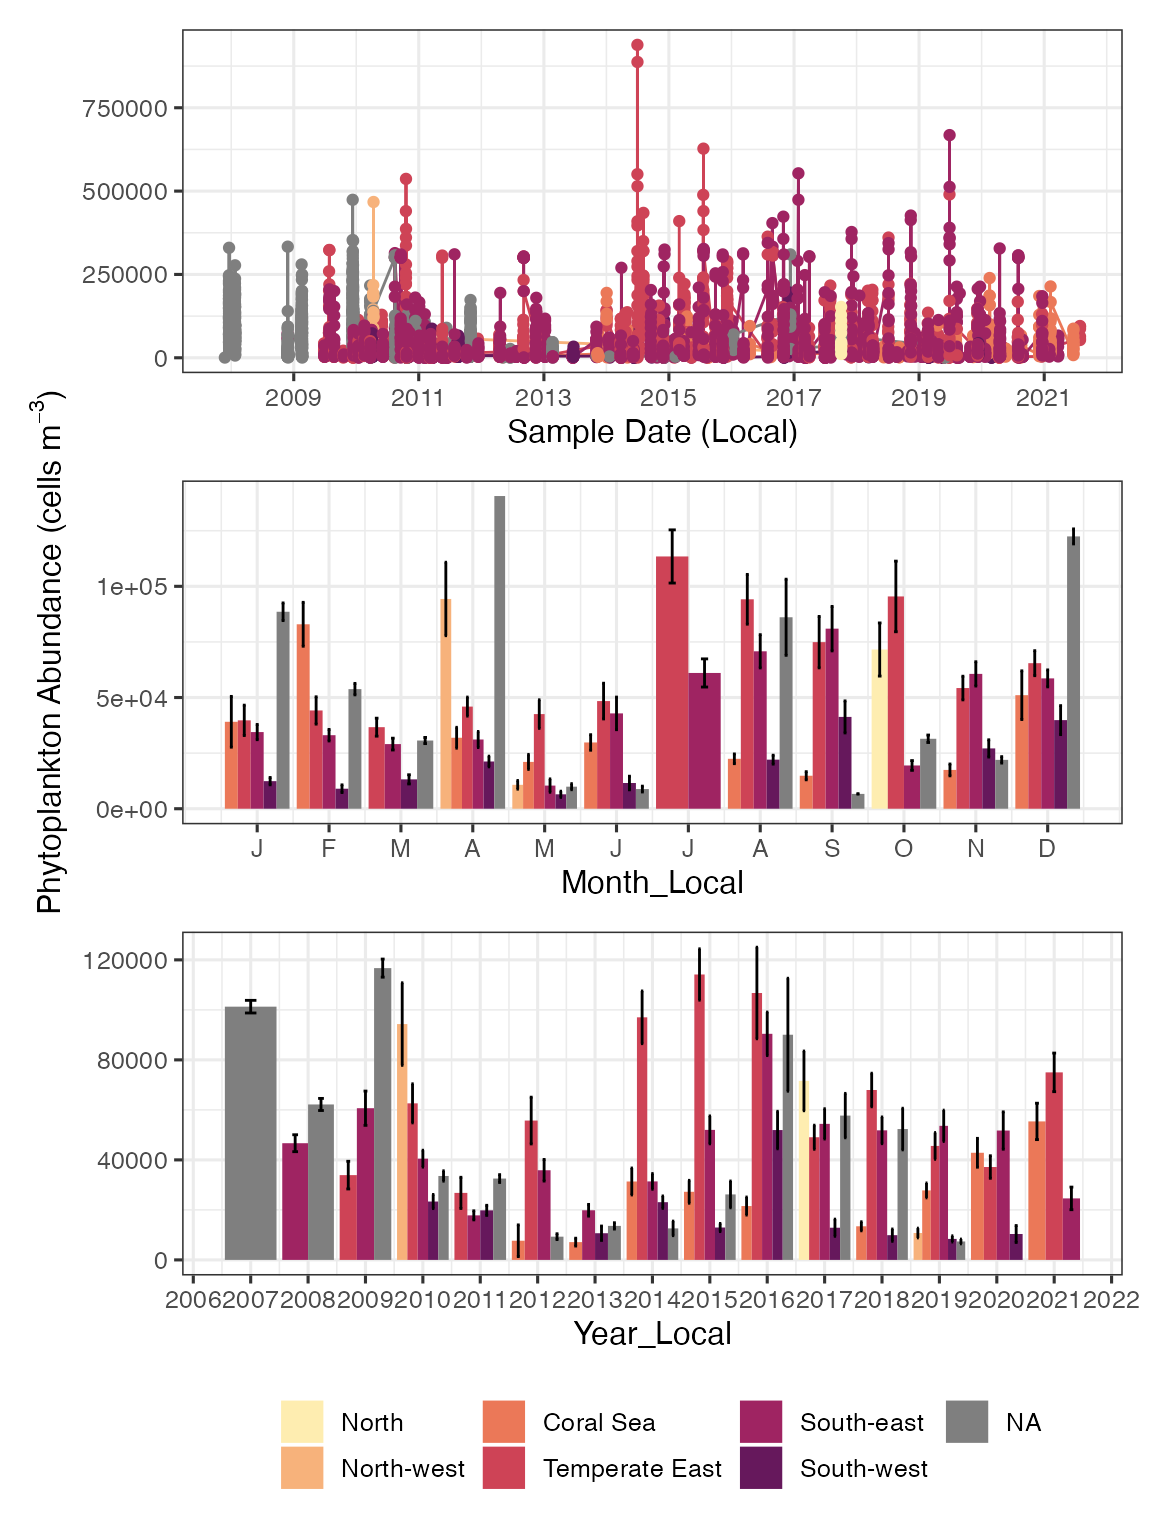 Phytoplankton Abundance (cells m⁻³)
750000
500000
250000
0
2009 2011 2013 2015 2017 2019 2021
Sample Date (Local)
1e+05
5e+04
0e+00
J F M A M J J A S O N D
Month_Local
120000
80000
40000
0
2006 2007 2008 2009 2010 2011 2012 2013 2014 2015 2016 2017 2018 2019 2020 2021 2022
Year_Local
North Coral Sea South-east NA
North-west Temperate East South-west